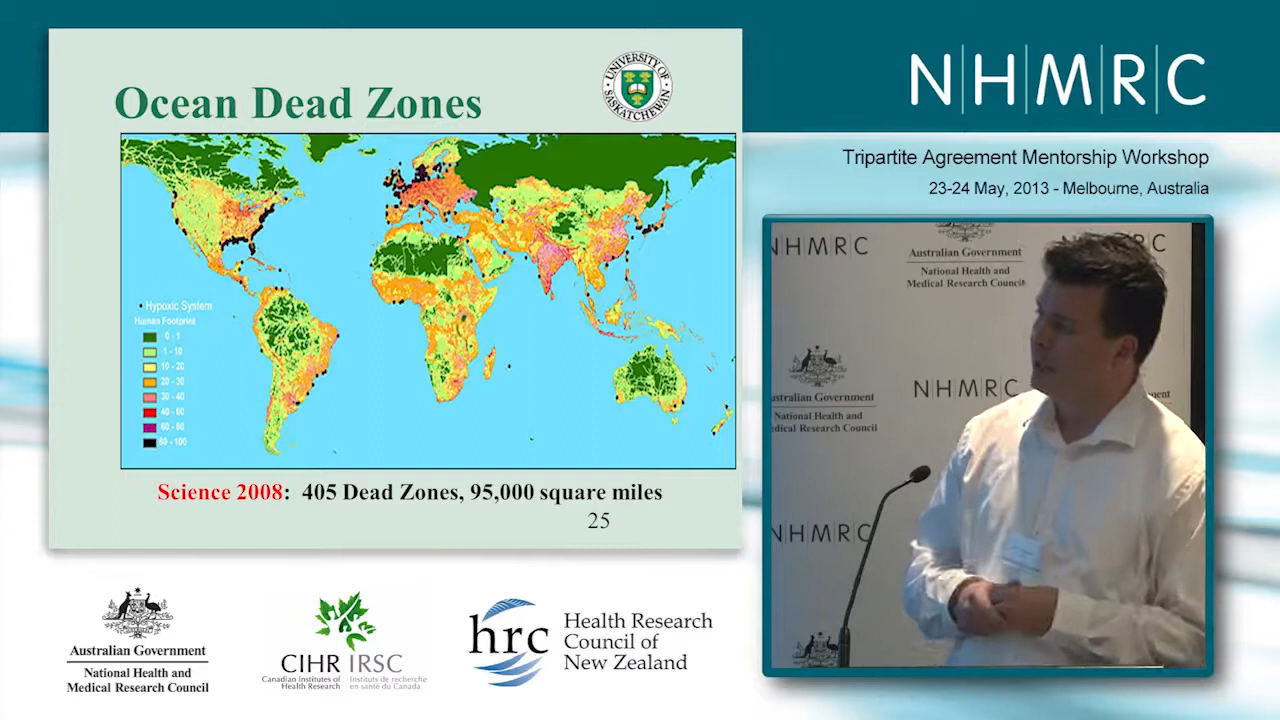 Ocean Dead Zones
UNIVERSITY OF
SASKATCHEWAN
Hypoxic System
Human Footprint
0 - 1
1 - 10
10 - 20
20 - 30
30 - 40
40 - 60
60 - 80
80 - 100
Science 2008: 405 Dead Zones, 95,000 square miles
25
NHMRC
Tripartite Agreement Mentorship Workshop
23-24 May, 2013 - Melbourne, Australia
NHMRC
Australian Government
National Health and
Medical Research Council
RC
ustralian Government
National Health and
edical Research Council
NHMRC
NHMRC
Australian Government
National Health and
Medical Research Council
CIHR IRSC
Canadian Institutes of
Health Research
Instituts de recherche
en santé du Canada
hrc
Health Research
Council of
New Zealand